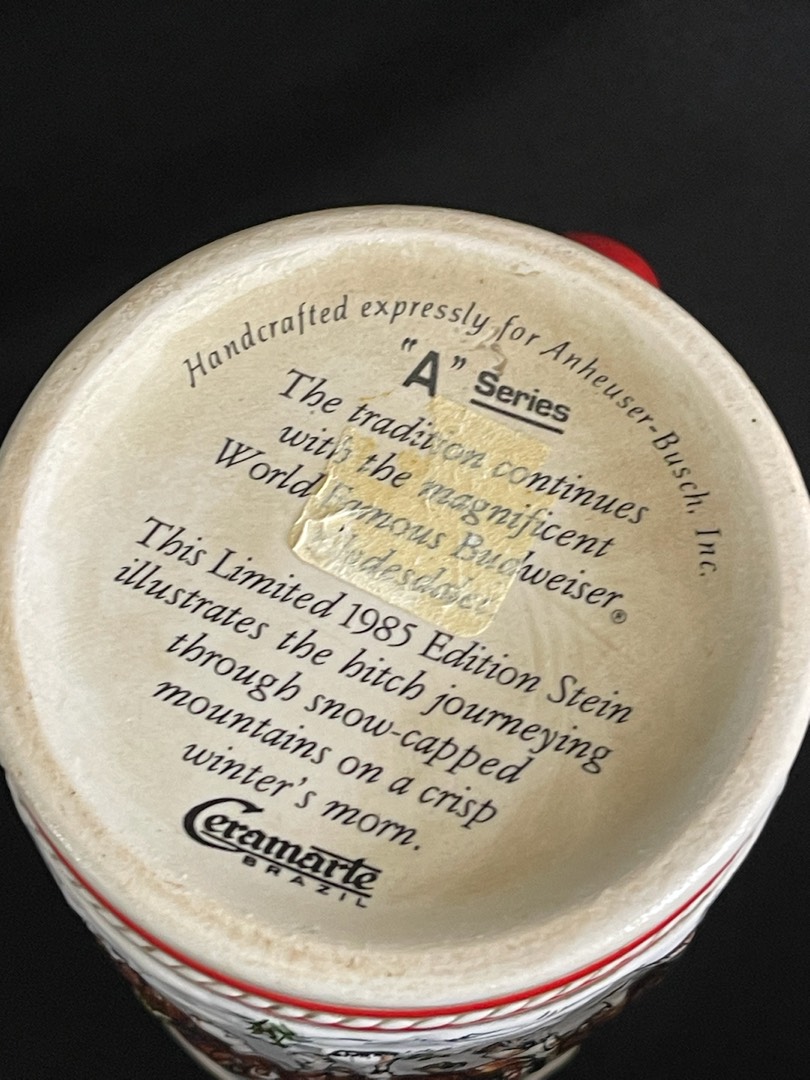 Handcrafted expressly for Anheuser-Busch, Inc.
"A" Series
The tradition continues
with the magnificent
World Famous Budweiser®
Clydesdales.
This Limited 1985 Edition Stein
illustrates the hitch journeying
through snow-capped
mountains on a crisp
winter's morn.
Ceramarte
BRAZIL